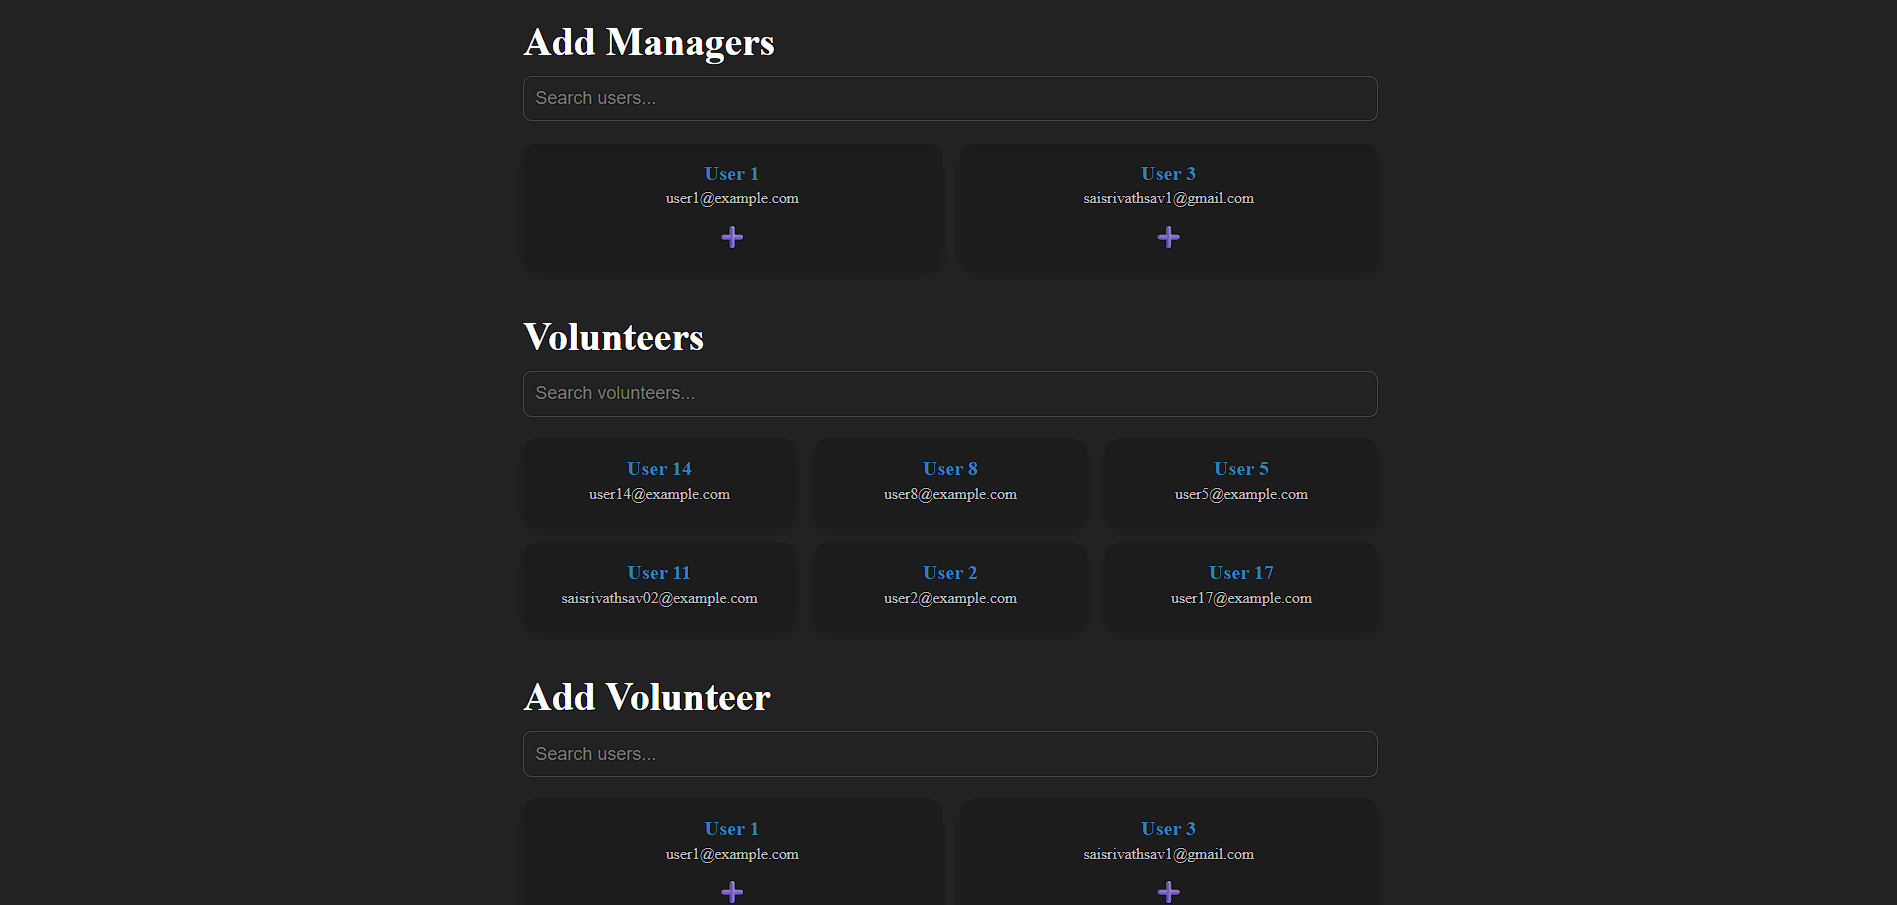 Add Managers
Search users...
User 1
user1@example.com
User 3
saisrivathsav1@gmail.com
Volunteers
Search volunteers...
User 14
user14@example.com
User 8
user8@example.com
User 5
user5@example.com
User 11
saisrivathsav02@example.com
User 2
user2@example.com
User 17
user17@example.com
Add Volunteer
Search users...
User 1
user1@example.com
User 3
saisrivathsav1@gmail.com